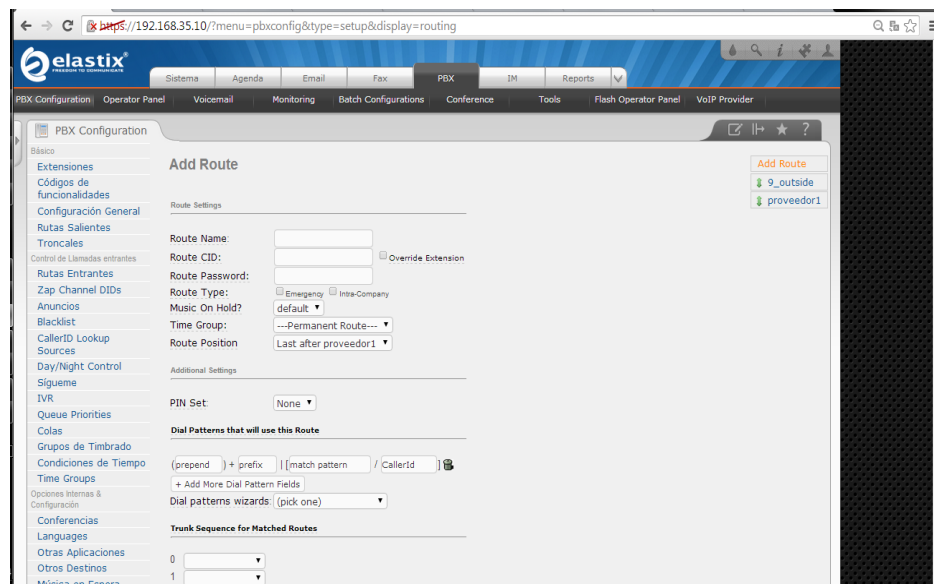 https://192.168.35.10/?menu=pbxconfig&type=setup&display=routing
elastix
FREEDOM TO COMMUNICATE
Sistema Agenda Email Fax PBX IM Reports
PBX Configuration Operator Panel Voicemail Monitoring Batch Configurations Conference Tools Flash Operator Panel VoIP Provider
PBX Configuration
Básico
Extensiones
Códigos de
funcionalidades
Configuración General
Rutas Salientes
Troncales
Control de Llamadas entrantes
Rutas Entrantes
Zap Channel DIDs
Anuncios
Blacklist
CallerID Lookup
Sources
Day/Night Control
Sígueme
IVR
Queue Priorities
Colas
Grupos de Timbrado
Condiciones de Tiempo
Time Groups
Opciones Internas &
Configuración
Conferencias
Languages
Otras Aplicaciones
Otros Destinos
Música en Espera
Add Route
Route Settings
Route Name:
Route CID: Override Extension
Route Password:
Route Type: Emergency Intra-Company
Music On Hold? default
Time Group: ---Permanent Route---
Route Position Last after proveedor1
Additional Settings
PIN Set: None
Dial Patterns that will use this Route
(prepend ) + prefix | [match pattern / CallerId ]
+ Add More Dial Pattern Fields
Dial patterns wizards: (pick one)
Trunk Sequence for Matched Routes
0
1
Add Route
9_outside
proveedor1